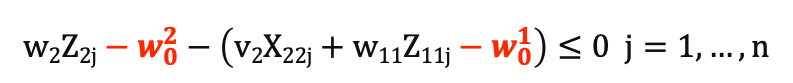 w₂Z₂ⱼ − w₀² − (v₂X₂₂ⱼ + w₁₁Z₁₁ⱼ − w₀¹) ≤ 0 j = 1, …, n